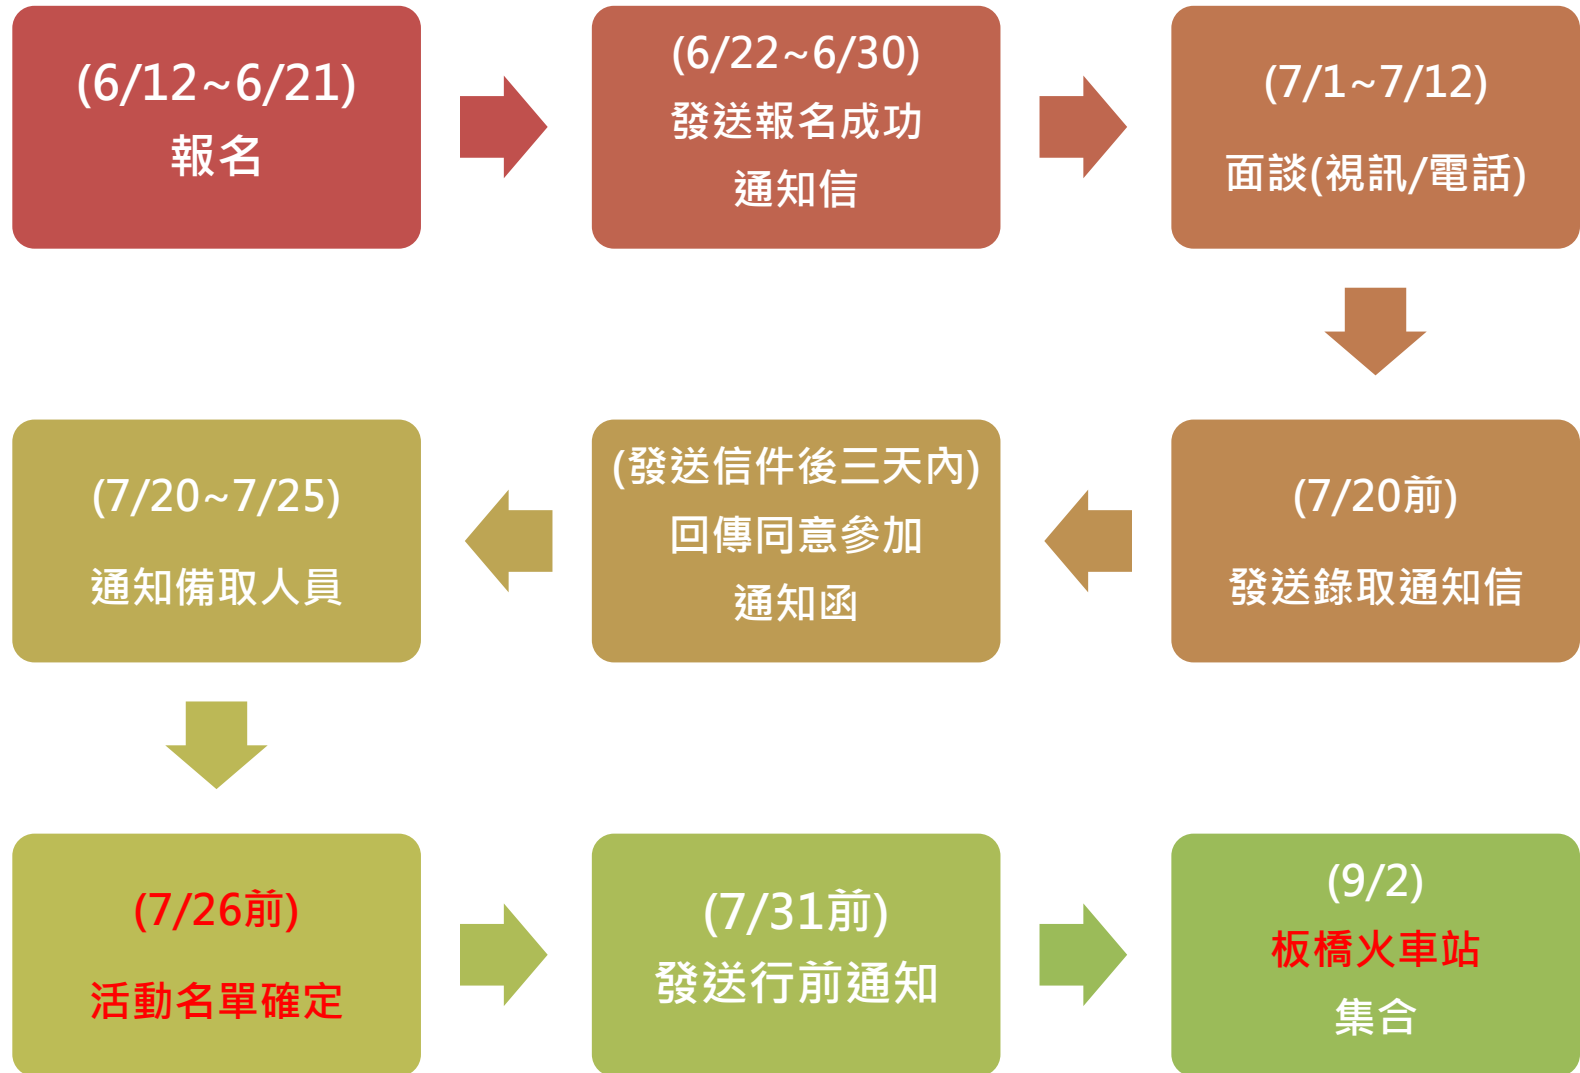 (6/12~6/21)
報名
(6/22~6/30)
發送報名成功
通知信
(7/1~7/12)
面談(視訊/電話)
(7/20前)
發送錄取通知信
(發送信件後三天內)
回傳同意參加
通知函
(7/20~7/25)
通知備取人員
(7/26前)
活動名單確定
(7/31前)
發送行前通知
(9/2)
板橋火車站
集合